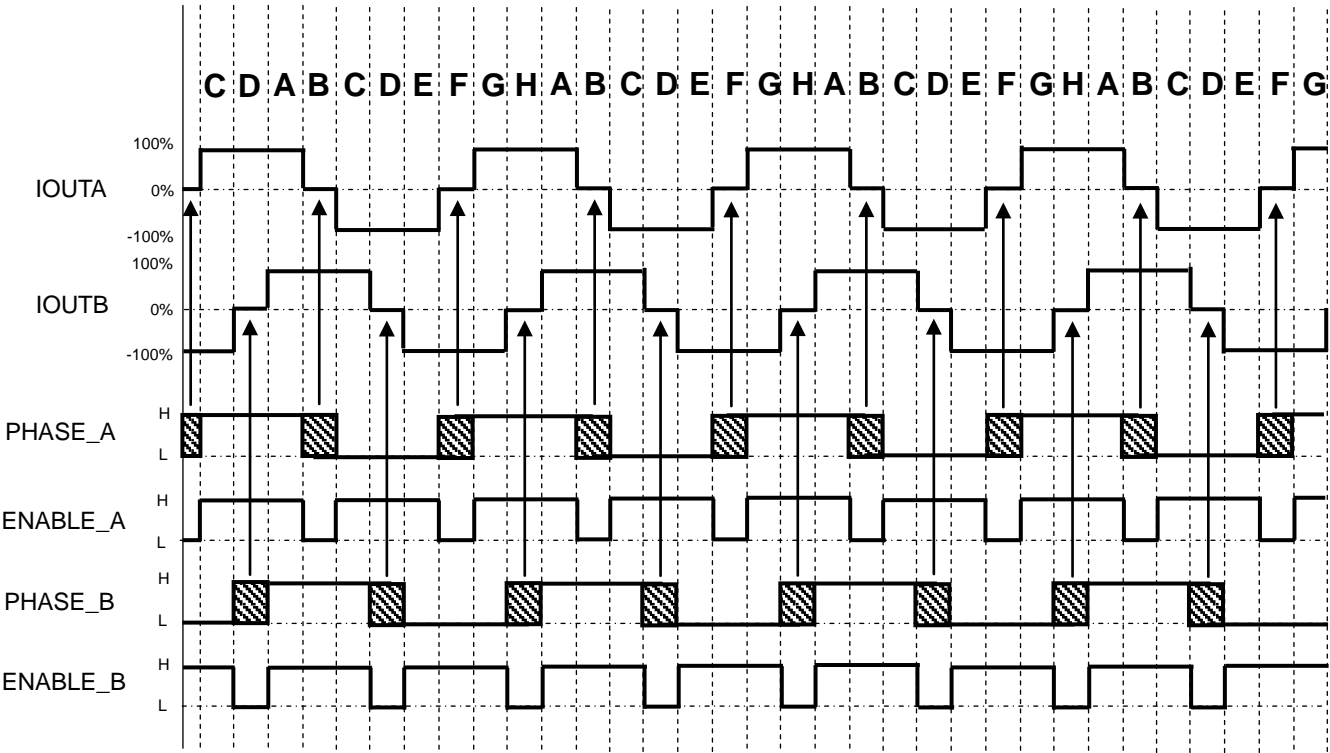 C D A B C D E F G H A B C D E F G H A B C D E F G H A B C D E F G
100%
IOUTA 0%
-100%
100%
IOUTB 0%
-100%
H
PHASE_A
L
H
ENABLE_A
L
H
PHASE_B
L
H
ENABLE_B
L